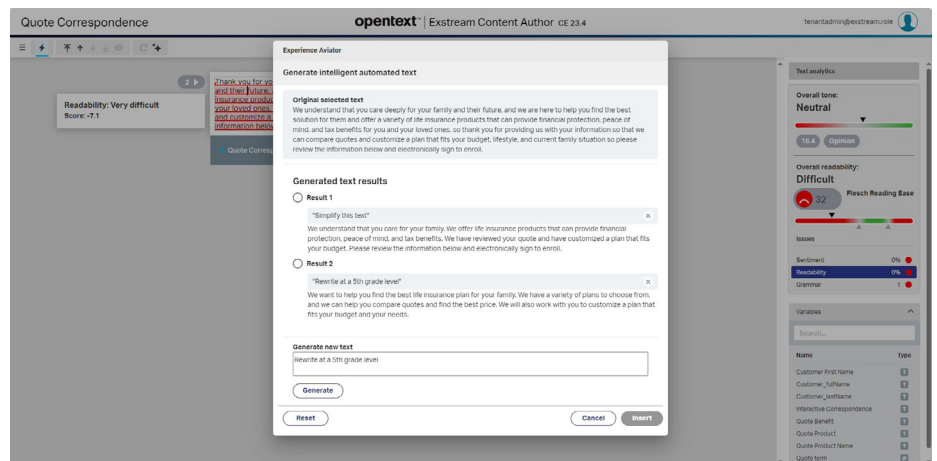 Quote Correspondence
opentext™ | Exstream Content Author CE 23.4
tenantadmin@exstream.role
2
Thank you for yo
and their future,
insurance produc
your loved ones,
and customize a
information below
Readability: Very difficult
Score: -7.1
Quote Corresp
Experience Aviator
Generate intelligent automated text
Original selected text
We understand that you care deeply for your family and their future, and we are here to help you find the best
solution for them and offer a variety of life insurance products that can provide financial protection, peace of
mind, and tax benefits for you and your loved ones, so thank you for providing us with your information so that we
can compare quotes and customize a plan that fits your budget, lifestyle, and current family situation so please
review the information below and electronically sign to enroll.
Generated text results
Result 1
"Simplify this text"
We understand that you care for your family. We offer life insurance products that can provide financial
protection, peace of mind, and tax benefits. We have reviewed your quote and have customized a plan that fits
your budget. Please review the information below and electronically sign to enroll.
Result 2
"Rewrite at a 5th grade level"
We want to help you find the best life insurance plan for your family. We have a variety of plans to choose from,
and we can help you compare quotes and find the best price. We will also work with you to customize a plan that
fits your budget and your needs.
Generate new text
Rewrite at a 5th grade level
Generate
Reset
Cancel
Insert
Text analytics
Overall tone:
Neutral
16.4 Opinion
Overall readability:
Difficult
32 Flesch Reading Ease
Issues
Sentiment 0%
Readability 0%
Grammar 1
Variables
Search...
Name Type
Customer First Name T
Customer_fullName T
Customer_lastName T
Interactive Correspondence T
Quote Benefit T
Quote Product T
Quote Product Name T
Quote term